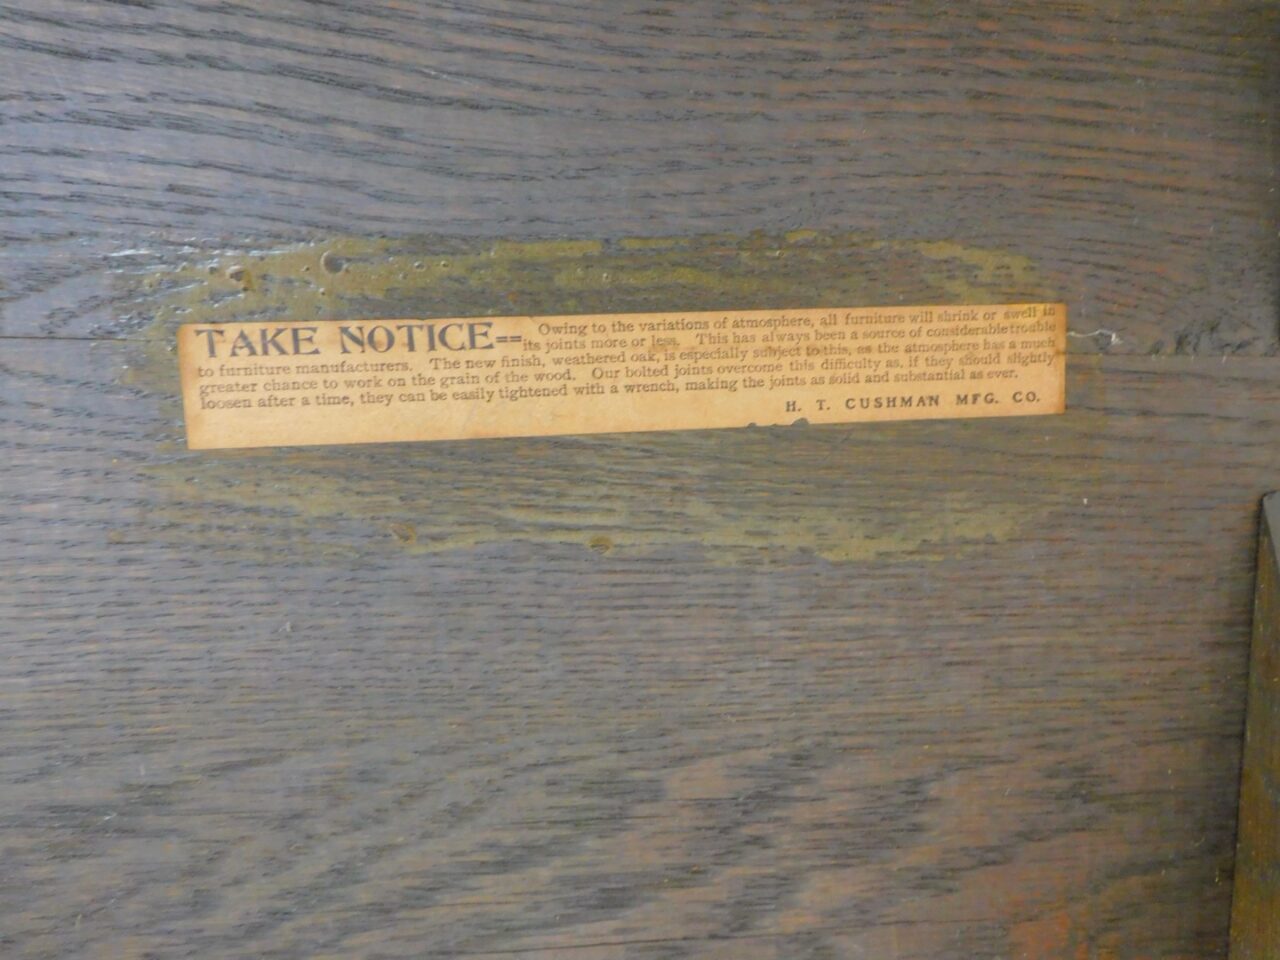 TAKE NOTICE==Owing to the variations of atmosphere, all furniture will shrink or swell in
its joints more or less. This has always been a source of considerable trouble
to furniture manufacturers. The new finish, weathered oak, is especially subject to this, as the atmosphere has a much
greater chance to work on the grain of the wood. Our bolted joints overcome this difficulty as, if they should slightly
loosen after a time, they can be easily tightened with a wrench, making the joints as solid and substantial as ever.
H. T. CUSHMAN MFG. CO.